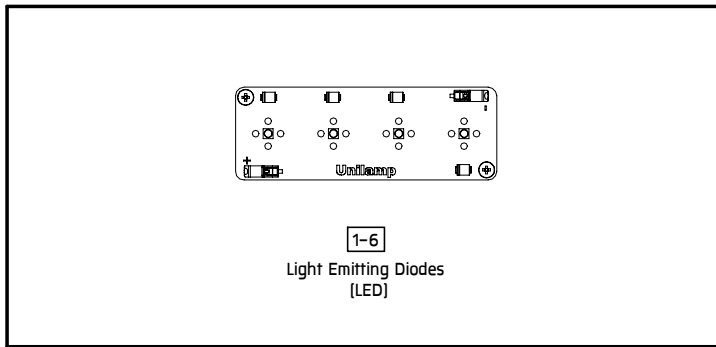 -
+
Unilamp
1-6
Light Emitting Diodes
(LED)